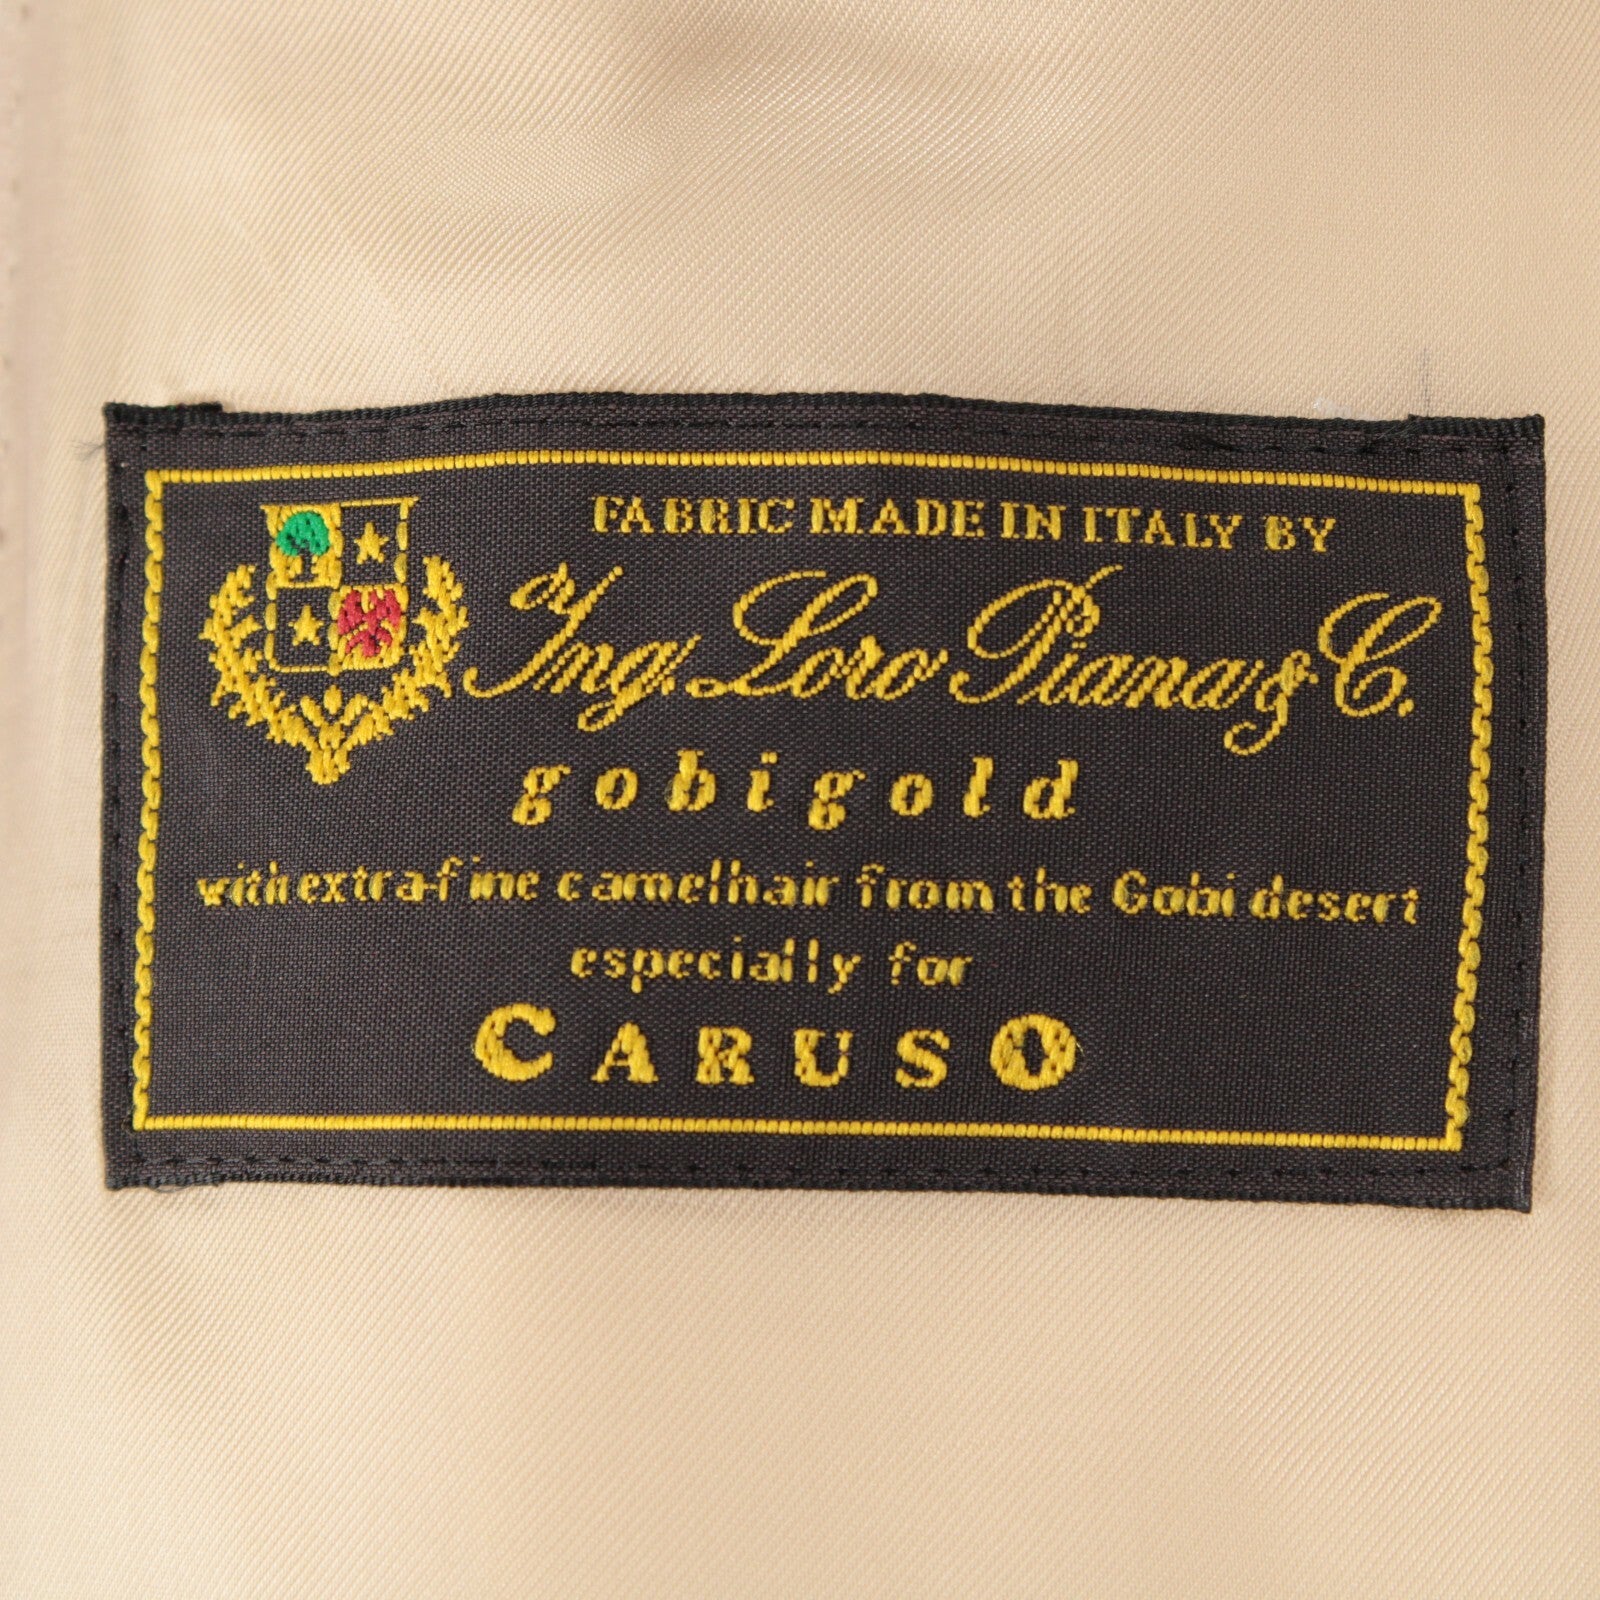 FABRIC MADE IN ITALY BY
Ing. Loro Piana & C.
gobigold
with extra-fine camelhair from the Gobi desert
especially for
CARUSO